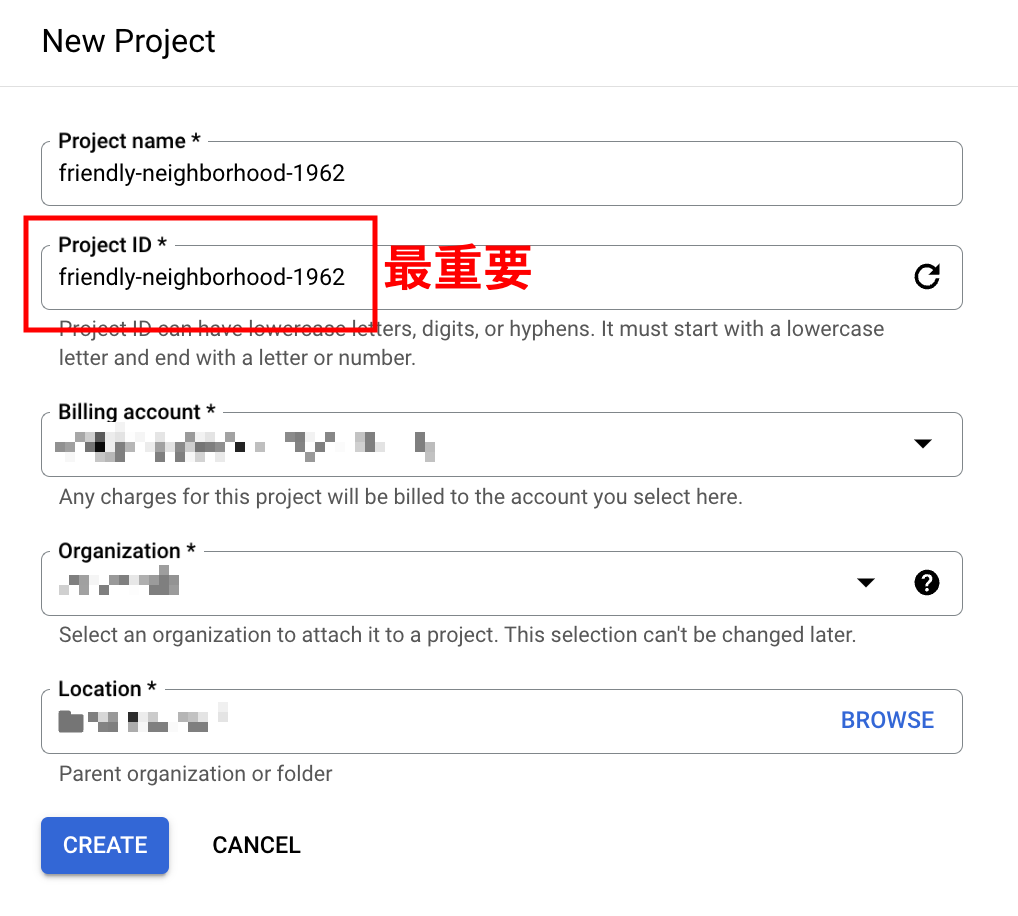 New Project
Project name *
friendly-neighborhood-1962
Project ID *
friendly-neighborhood-1962
最重要
Project ID can have lowercase letters, digits, or hyphens. It must start with a lowercase
letter and end with a letter or number.
Billing account *
Any charges for this project will be billed to the account you select here.
Organization *
Select an organization to attach it to a project. This selection can't be changed later.
Location *
BROWSE
Parent organization or folder
CREATE
CANCEL